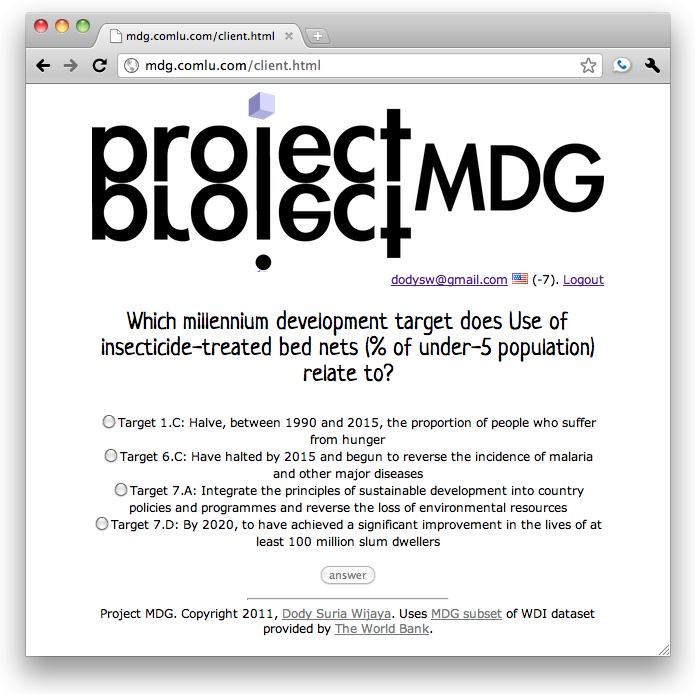 mdg.comlu.com/client.html
mdg.comlu.com/client.html
project MDG
dodysw@gmail.com (-7). Logout
Which millennium development target does Use of
insecticide-treated bed nets (% of under-5 population)
relate to?
Target 1.C: Halve, between 1990 and 2015, the proportion of people who suffer
from hunger
Target 6.C: Have halted by 2015 and begun to reverse the incidence of malaria
and other major diseases
Target 7.A: Integrate the principles of sustainable development into country
policies and programmes and reverse the loss of environmental resources
Target 7.D: By 2020, to have achieved a significant improvement in the lives of at
least 100 million slum dwellers
answer
Project MDG. Copyright 2011, Dody Suria Wijaya. Uses MDG subset of WDI dataset
provided by The World Bank.